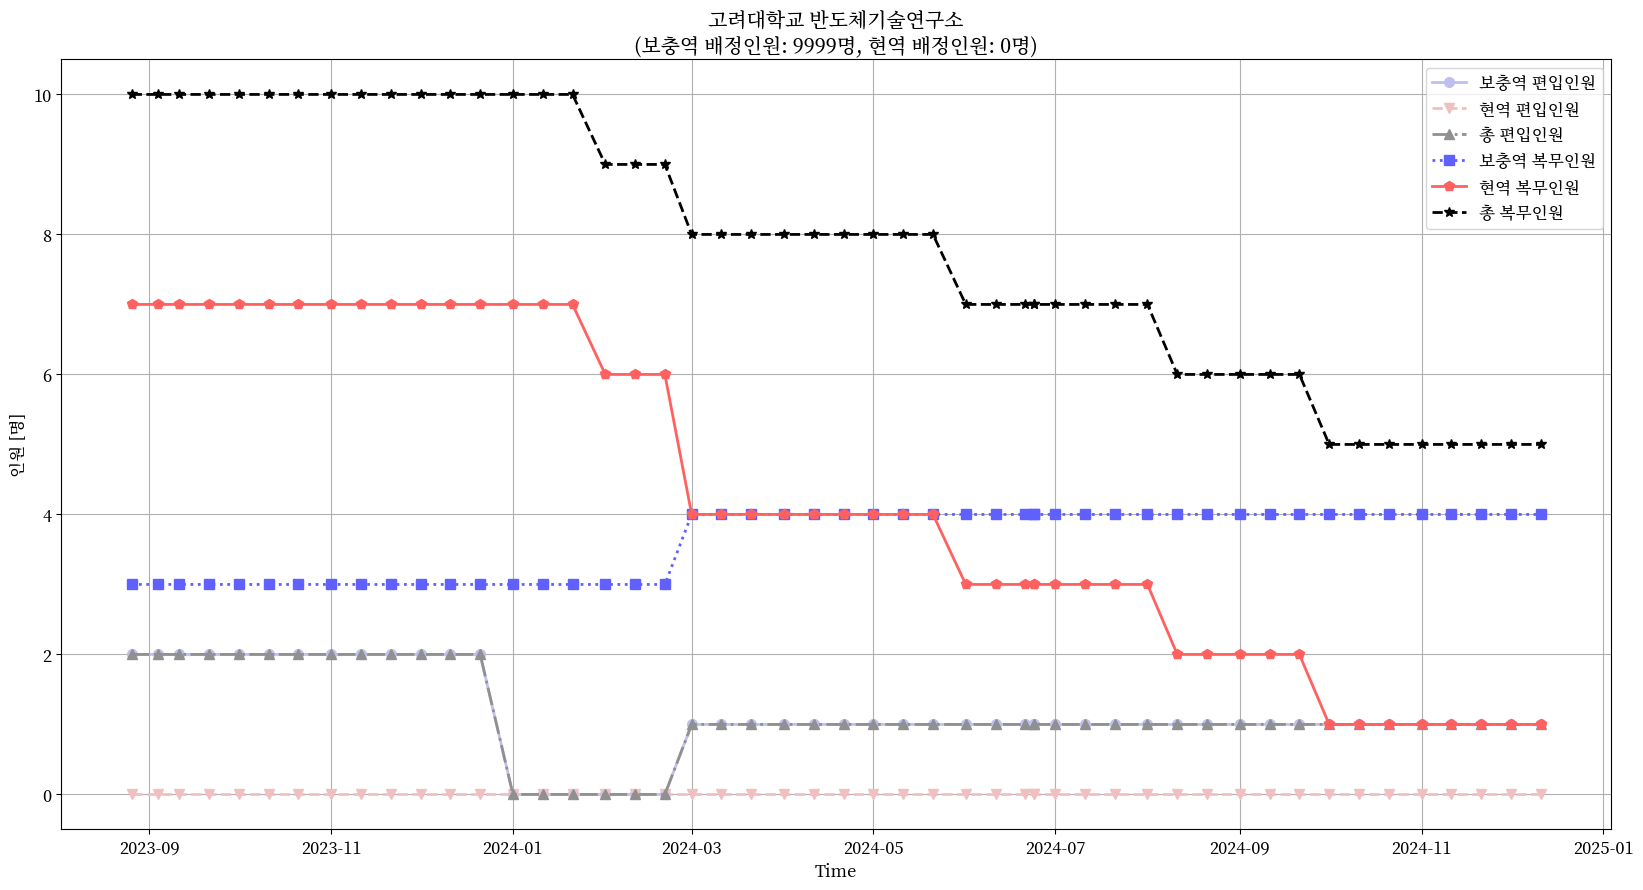 고려대학교 반도체기술연구소
(보충역 배정인원: 9999명, 현역 배정인원: 0명)
보충역 편입인원
현역 편입인원
총 편입인원
보충역 복무인원
현역 복무인원
총 복무인원
인원 [명]
10
8
6
4
2
0
2023-09
2023-11
2024-01
2024-03
2024-05
2024-07
2024-09
2024-11
2025-01
Time